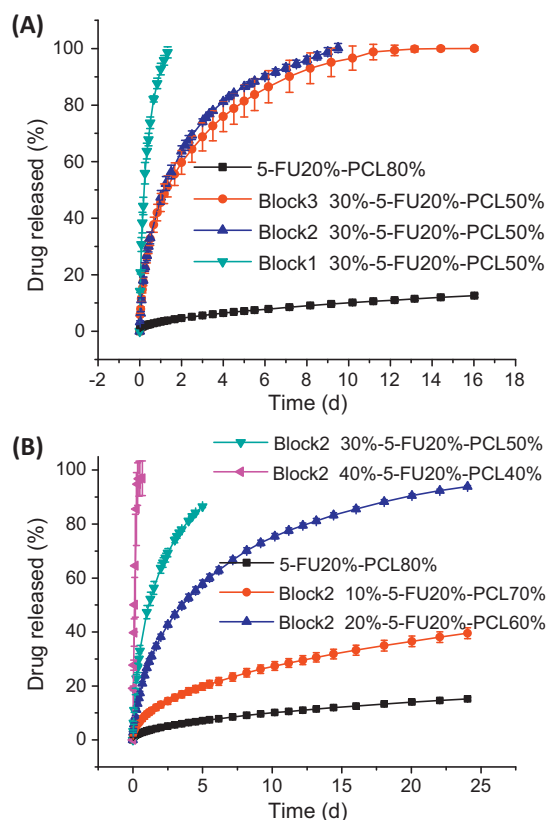 (A)
100
80
60
40
20
0
Drug released (%)
5-FU20%-PCL80%
Block3 30%-5-FU20%-PCL50%
Block2 30%-5-FU20%-PCL50%
Block1 30%-5-FU20%-PCL50%
-2 0 2 4 6 8 10 12 14 16 18
Time (d)
(B)
Block2 30%-5-FU20%-PCL50%
Block2 40%-5-FU20%-PCL40%
100
80
60
40
20
0
Drug released (%)
5-FU20%-PCL80%
Block2 10%-5-FU20%-PCL70%
Block2 20%-5-FU20%-PCL60%
0 5 10 15 20 25
Time (d)